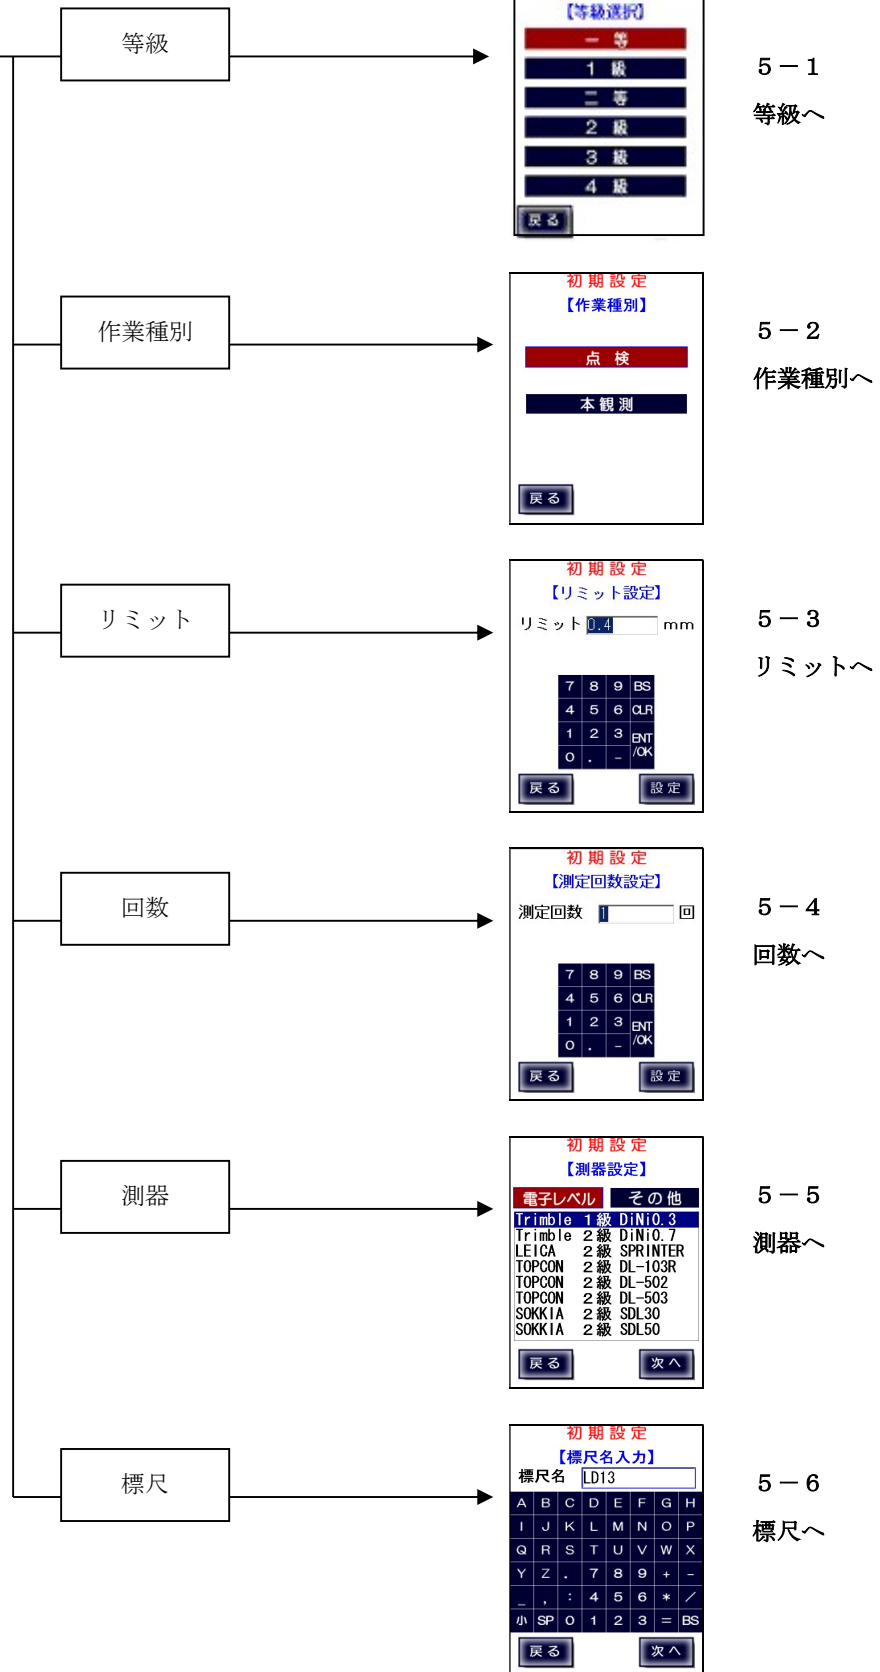 等級
【等級選択】
一 等
1 級
二 等
2 級
3 級
4 級
戻る
5－1
等級へ
作業種別
初期設定
【作業種別】
点 検
本観測
戻る
5－2
作業種別へ
リミット
初期設定
【リミット設定】
リミット 0.4 mm
7 8 9 BS
4 5 6 CLR
1 2 3 ENT
0 . - /OK
戻る 設定
5－3
リミットへ
回数
初期設定
【測定回数設定】
測定回数 1 回
7 8 9 BS
4 5 6 CLR
1 2 3 ENT
0 . - /OK
戻る 設定
5－4
回数へ
測器
初期設定
【測器設定】
電子レベル その他
Trimble 1級 DiNi0.3
Trimble 2級 DiNi0.7
LEICA 2級 SPRINTER
TOPCON 2級 DL-103R
TOPCON 2級 DL-502
TOPCON 2級 DL-503
SOKKIA 2級 SDL30
SOKKIA 2級 SDL50
戻る 次へ
5－5
測器へ
標尺
初期設定
【標尺名入力】
標尺名 LD13
A B C D E F G H
I J K L M N O P
Q R S T U V W X
Y Z . 7 8 9 + -
_ , : 4 5 6 * /
小 SP 0 1 2 3 = BS
戻る 次へ
5－6
標尺へ